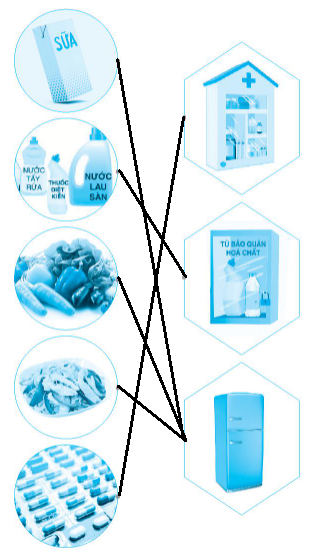 SỮA
NƯỚC
TẨY
RỬA
THUỐC
DIỆT
KIẾN
NƯỚC
LAU
SÀN
TỦ BẢO QUẢN
HOÁ CHẤT